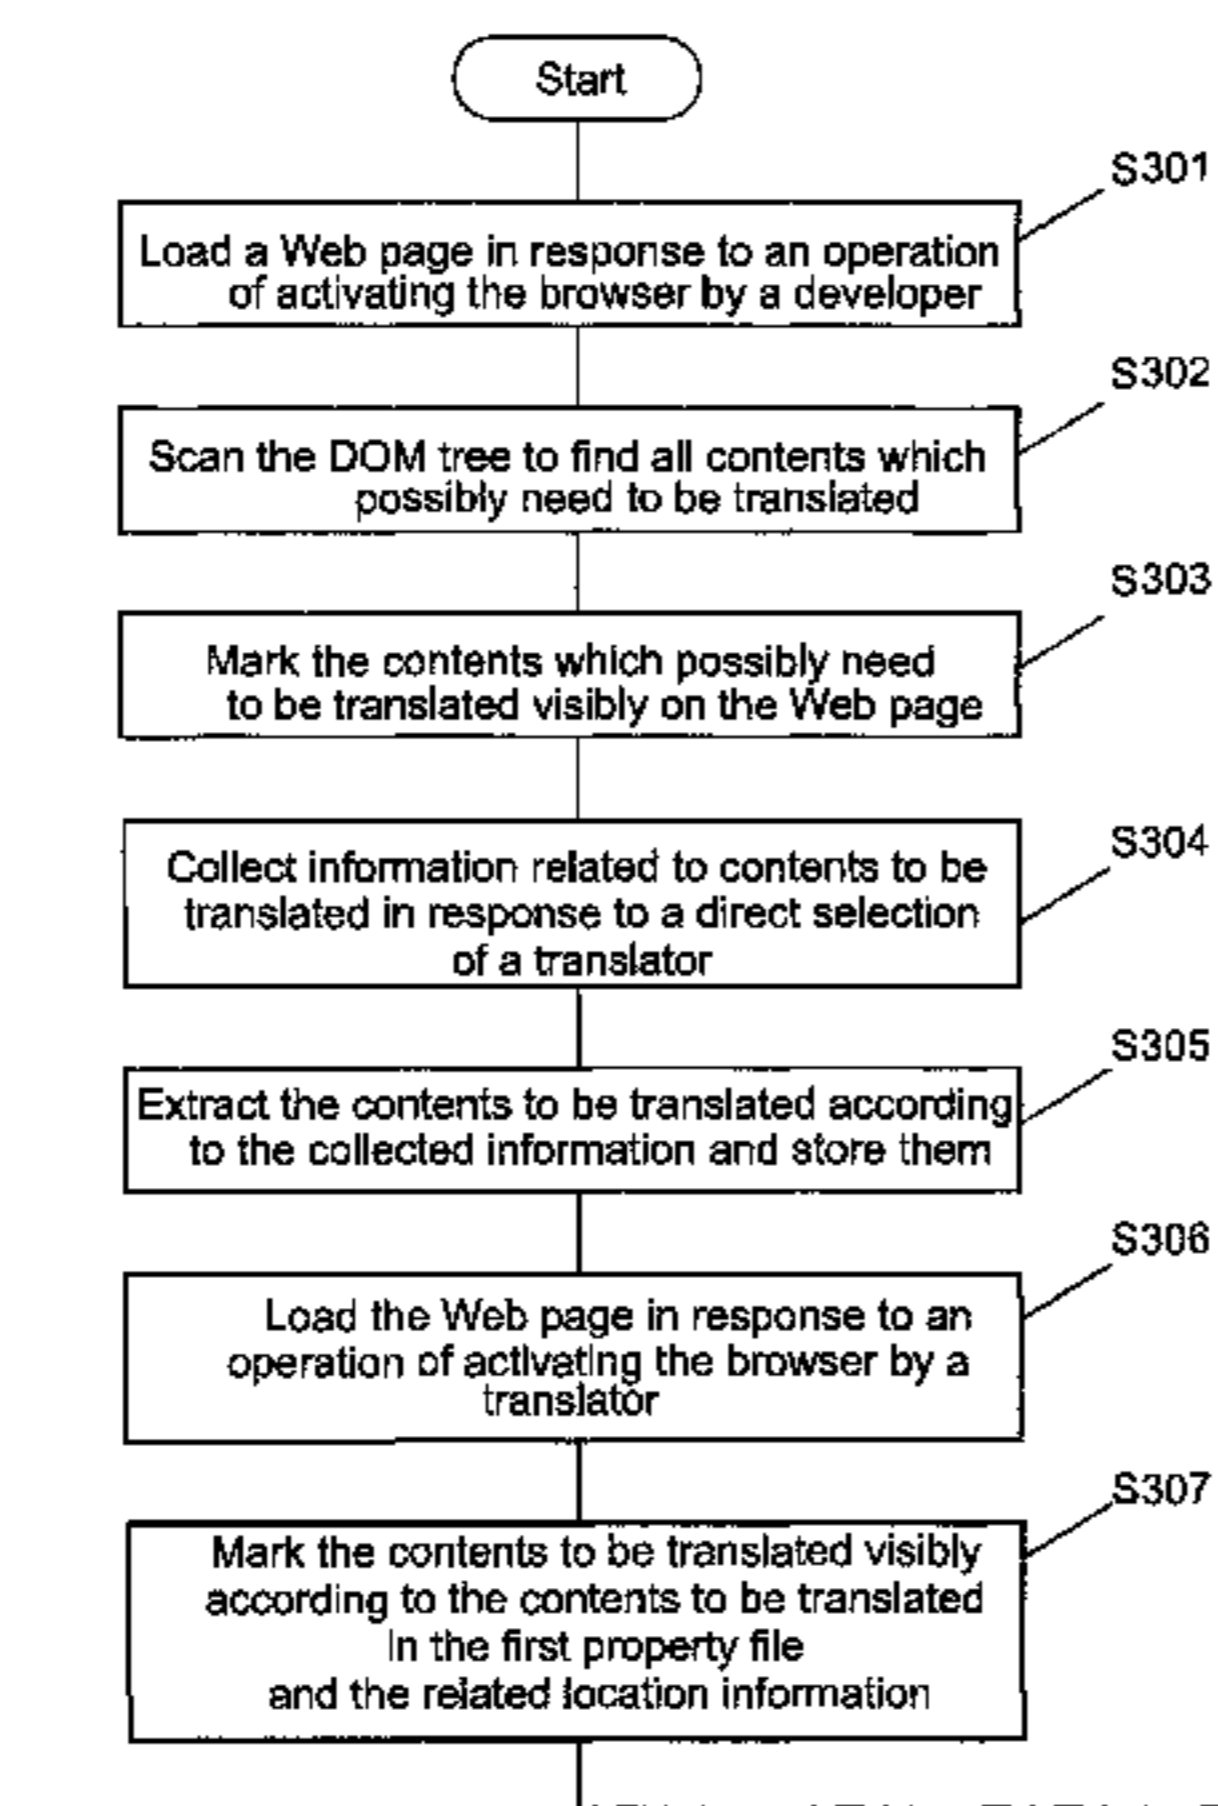 Start
S301
Load a Web page in response to an operation
of activating the browser by a developer
S302
Scan the DOM tree to find all contents which
possibly need to be translated
S303
Mark the contents which possibly need
to be translated visibly on the Web page
S304
Collect information related to contents to be
translated in response to a direct selection
of a translator
S305
Extract the contents to be translated according
to the collected information and store them
S306
Load the Web page in response to an
operation of activating the browser by a
translator
S307
Mark the contents to be translated visibly
according to the contents to be translated
In the first property file
and the related location information